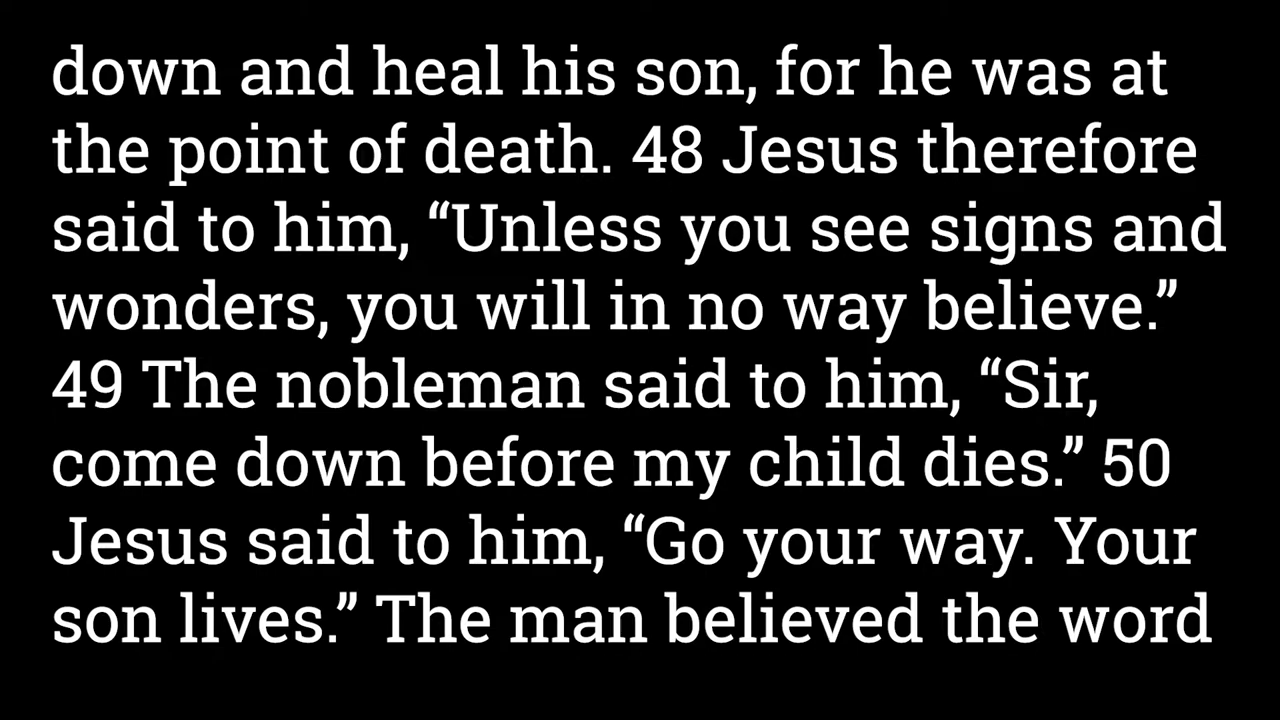 down and heal his son, for he was at
the point of death. 48 Jesus therefore
said to him, “Unless you see signs and
wonders, you will in no way believe.”
49 The nobleman said to him, “Sir,
come down before my child dies.” 50
Jesus said to him, “Go your way. Your
son lives.” The man believed the word